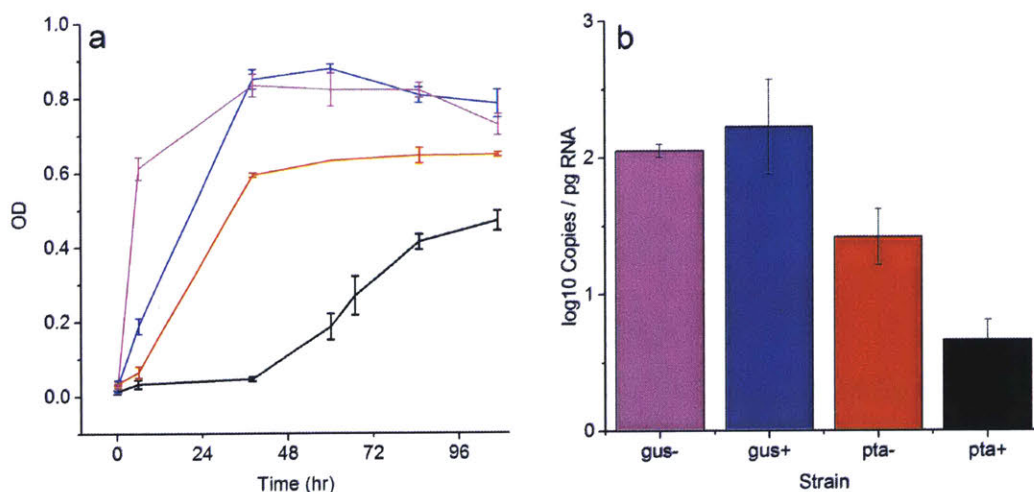 a
1.0
0.8
0.6
0.4
0.2
0.0
OD
0 24 48 72 96
Time (hr)
b
3
2
1
0
log10 Copies / pg RNA
gus- gus+ pta- pta+
Strain